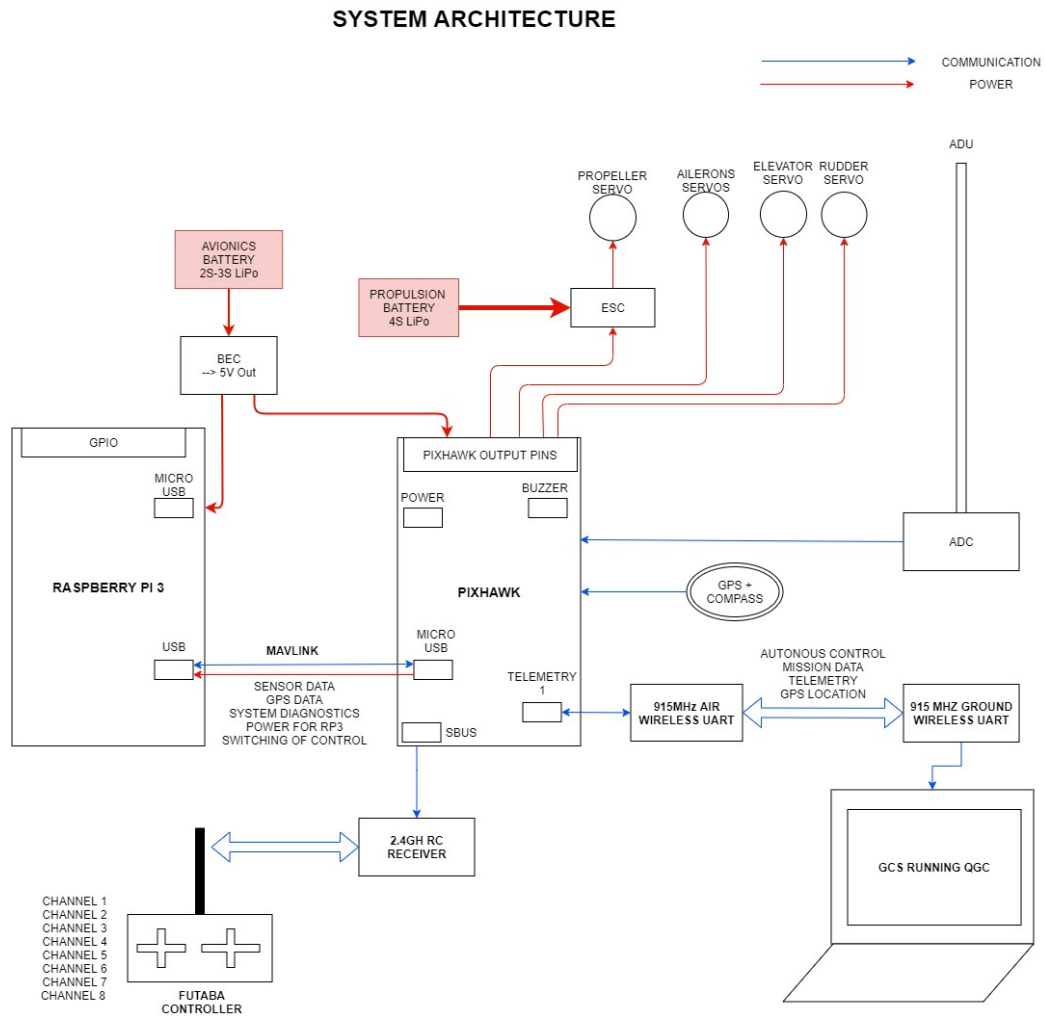 SYSTEM ARCHITECTURE
COMMUNICATION
POWER
ADU
PROPELLER
SERVO
AILERONS
SERVOS
ELEVATOR
SERVO
RUDDER
SERVO
AVIONICS
BATTERY
2S-3S LiPo
PROPULSION
BATTERY
4S LiPo
ESC
BEC
--> 5V Out
GPIO
MICRO
USB
RASPBERRY PI 3
USB
PIXHAWK OUTPUT PINS
POWER
BUZZER
PIXHAWK
MICRO
USB
TELEMETRY
1
SBUS
ADC
GPS +
COMPASS
MAVLINK
SENSOR DATA
GPS DATA
SYSTEM DIAGNOSTICS
POWER FOR RP3
SWITCHING OF CONTROL
AUTONOUS CONTROL
MISSION DATA
TELEMETRY
GPS LOCATION
915MHz AIR
WIRELESS UART
915 MHZ GROUND
WIRELESS UART
2.4GH RC
RECEIVER
GCS RUNNING QGC
CHANNEL 1
CHANNEL 2
CHANNEL 3
CHANNEL 4
CHANNEL 5
CHANNEL 6
CHANNEL 7
CHANNEL 8
FUTABA
CONTROLLER